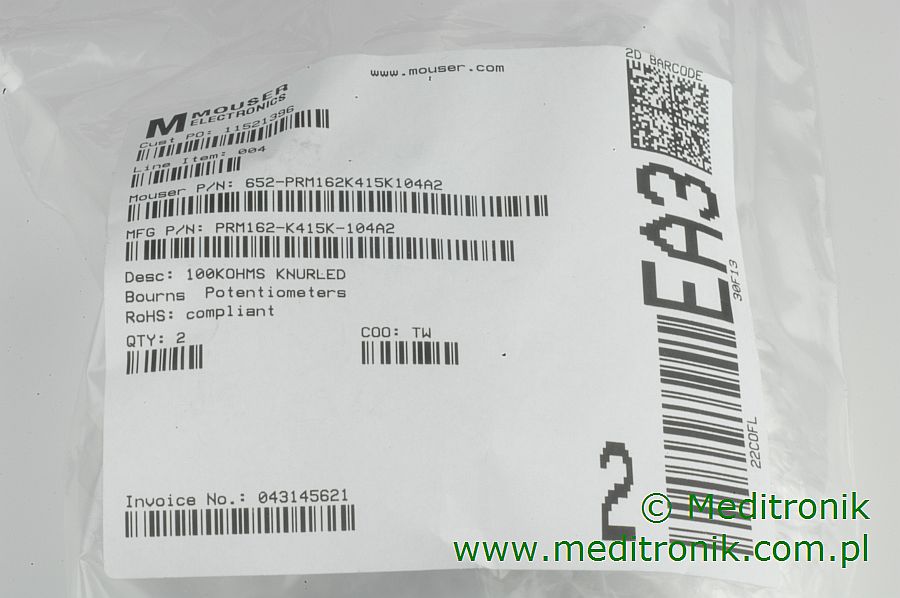 www.mouser.com
M MOUSER
ELECTRONICS
Cust PO: 11521396
Line Item: 004
Mouser P/N: 652-PRM162K415K104A2
MFG P/N: PRM162-K415K-104A2
Desc: 100KOHMS KNURLED
Bourns Potentiometers
RoHS: compliant
QTY: 2
COO: TW
Invoice No.: 043145621
2D BARCODE
EA3
30F13
22CDFL
2
© Meditronik
www.meditronik.com.pl